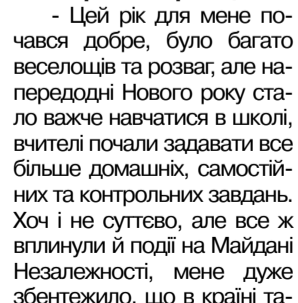 - Цей рік для мене по-
чався добре, було багато
веселощів та розваг, але на-
передодні Нового року ста-
ло важче навчатися в школі,
вчителі почали задавати все
більше домашніх, самостій-
них та контрольних завдань.
Хоч і не суттєво, але все ж
вплинули й події на Майдані
Незалежності, мене дуже
збентежило, що в країні та-